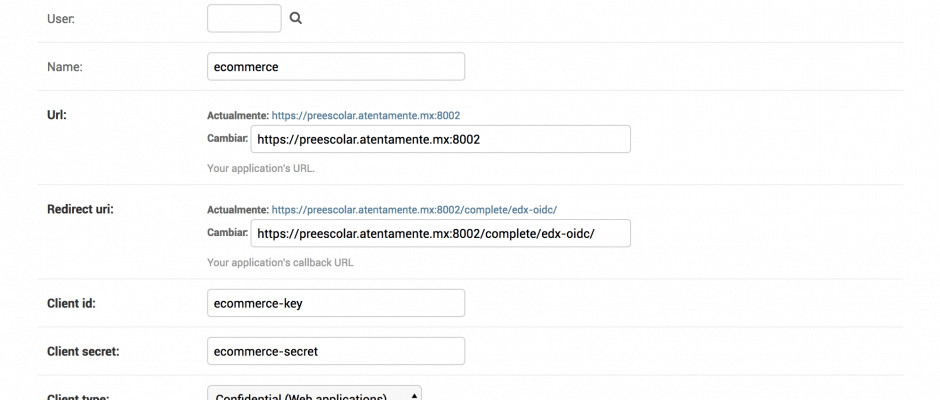 User:
Name: ecommerce
Url: Actualmente: https://preescolar.atentamente.mx:8002
Cambiar: https://preescolar.atentamente.mx:8002
Your application's URL.
Redirect uri: Actualmente: https://preescolar.atentamente.mx:8002/complete/edx-oidc/
Cambiar: https://preescolar.atentamente.mx:8002/complete/edx-oidc/
Your application's callback URL
Client id: ecommerce-key
Client secret: ecommerce-secret
Client type: Confidential (Web applications)